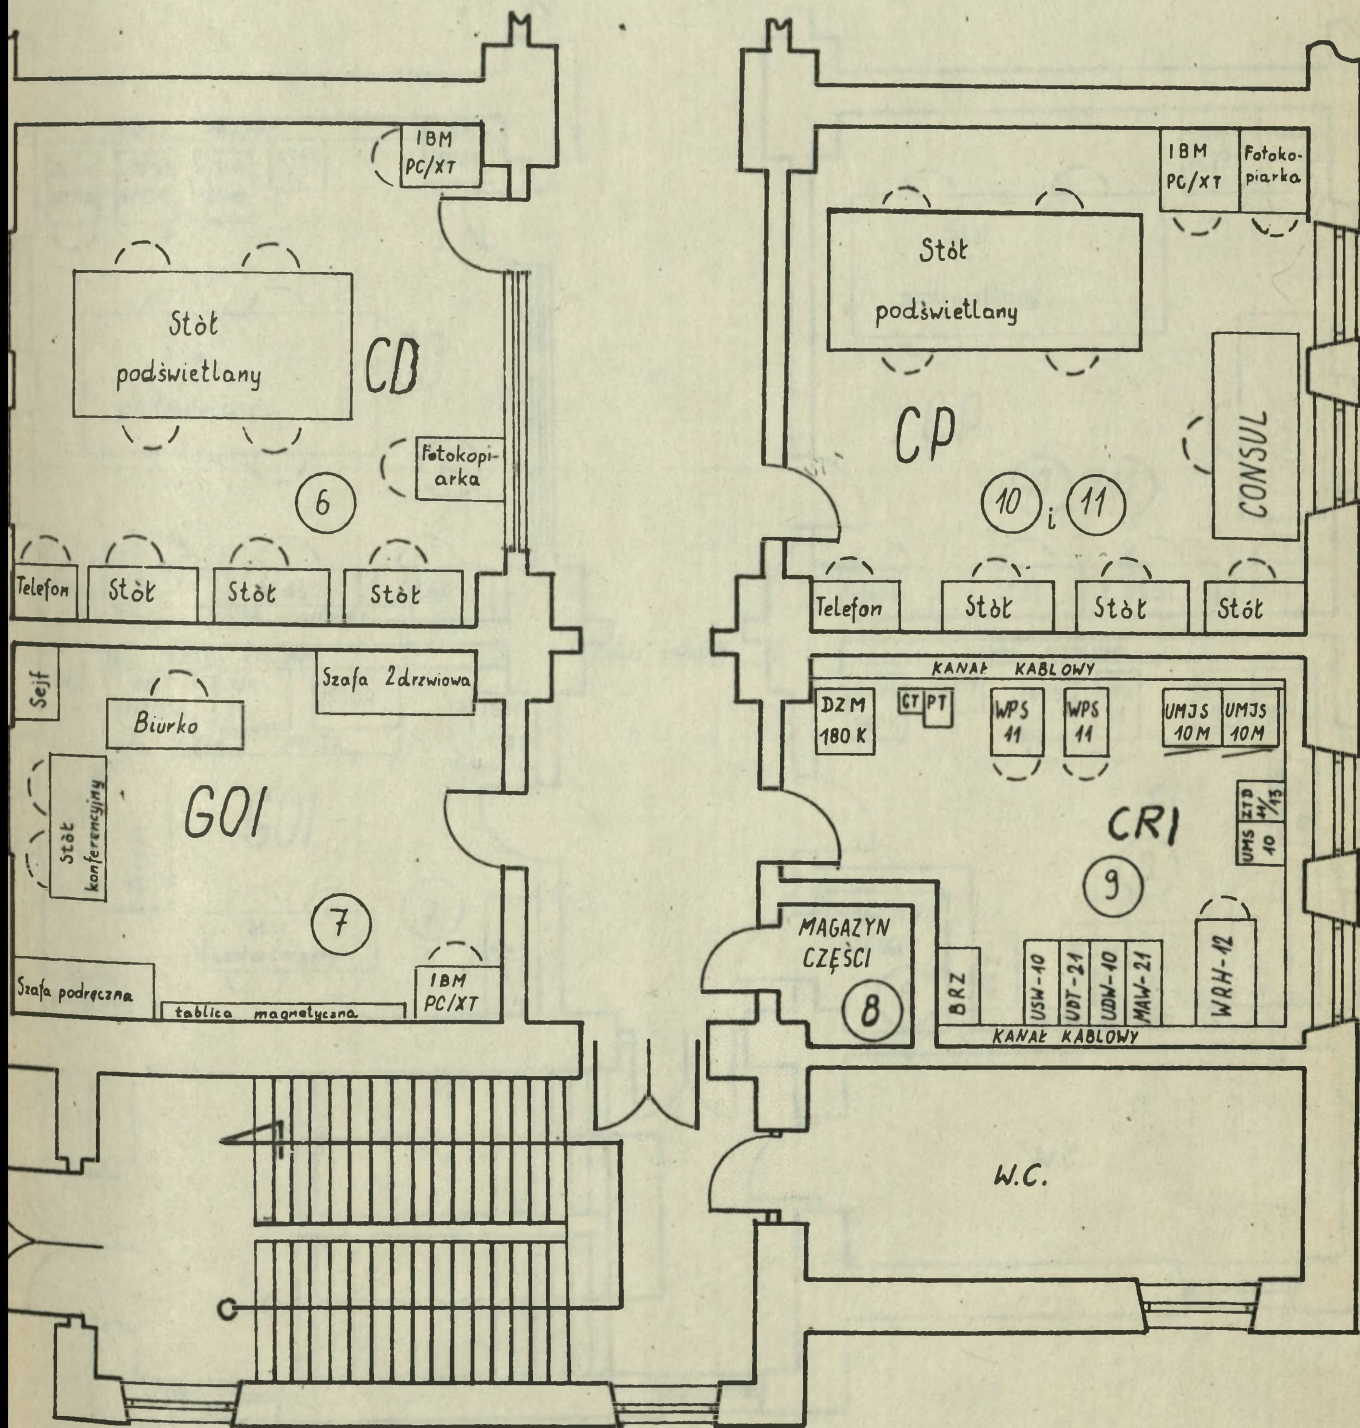 IBM
PC/XT
Stół
podświetlany
CD
Fotokopi-
arka
6
Telefon
Stół
Stół
Stół
IBM
PC/XT
Fotoko-
piarka
Stół
podświetlany
CP
CONSUL
10 i 11
Telefon
Stół
Stół
Stół
Sejf
Biurko
Szafa 2drzwiowa
GOI
Stół
konferencyjny
7
Szafa podręczna
tablica magnetyczna
IBM
PC/XT
KANAŁ KABLOWY
DZM
180K
CT
PT
WPS
11
WPS
11
UMJS
10M
UMJS
10M
ZTD
11/13
UMS
10
CRI
9
MAGAZYN
CZĘŚCI
8
BRZ
USW-10
UDT-21
UDW-10
MAW-21
WRH-12
KANAŁ KABLOWY
W.C.